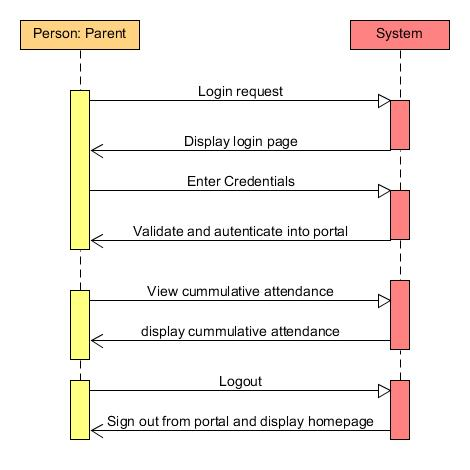 Person: Parent
System
Login request
Display login page
Enter Credentials
Validate and autenticate into portal
View cummulative attendance
display cummulative attendance
Logout
Sign out from portal and display homepage